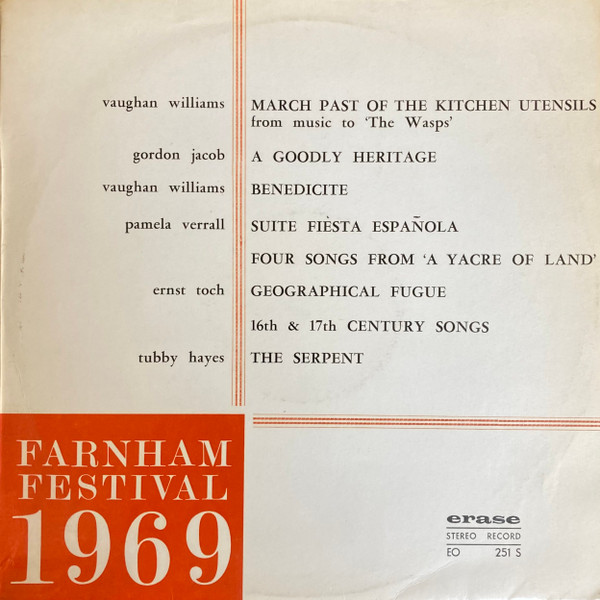 vaughan williams MARCH PAST OF THE KITCHEN UTENSILS
from music to 'The Wasps'
gordon jacob A GOODLY HERITAGE
vaughan williams BENEDICITE
pamela verrall SUITE FIÈSTA ESPAÑOLA
FOUR SONGS FROM 'A YACRE OF LAND'
ernst toch GEOGRAPHICAL FUGUE
16th & 17th CENTURY SONGS
tubby hayes THE SERPENT
FARNHAM
FESTIVAL
1969
erase
STEREO RECORD
EO 251 S